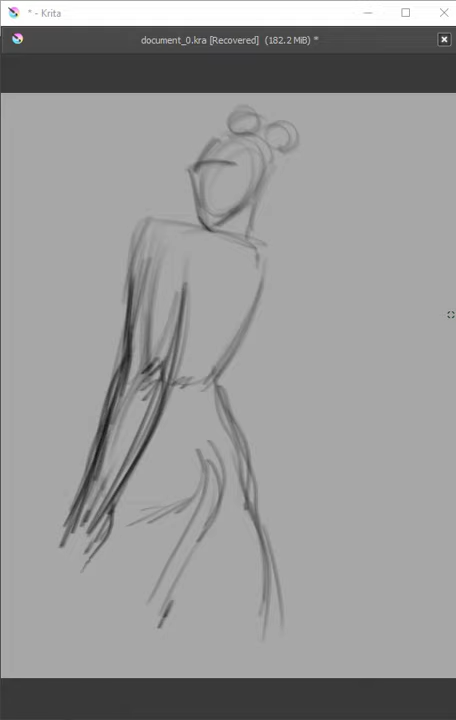 * - Krita
document_0.kra [Recovered] (182.2 MiB) *